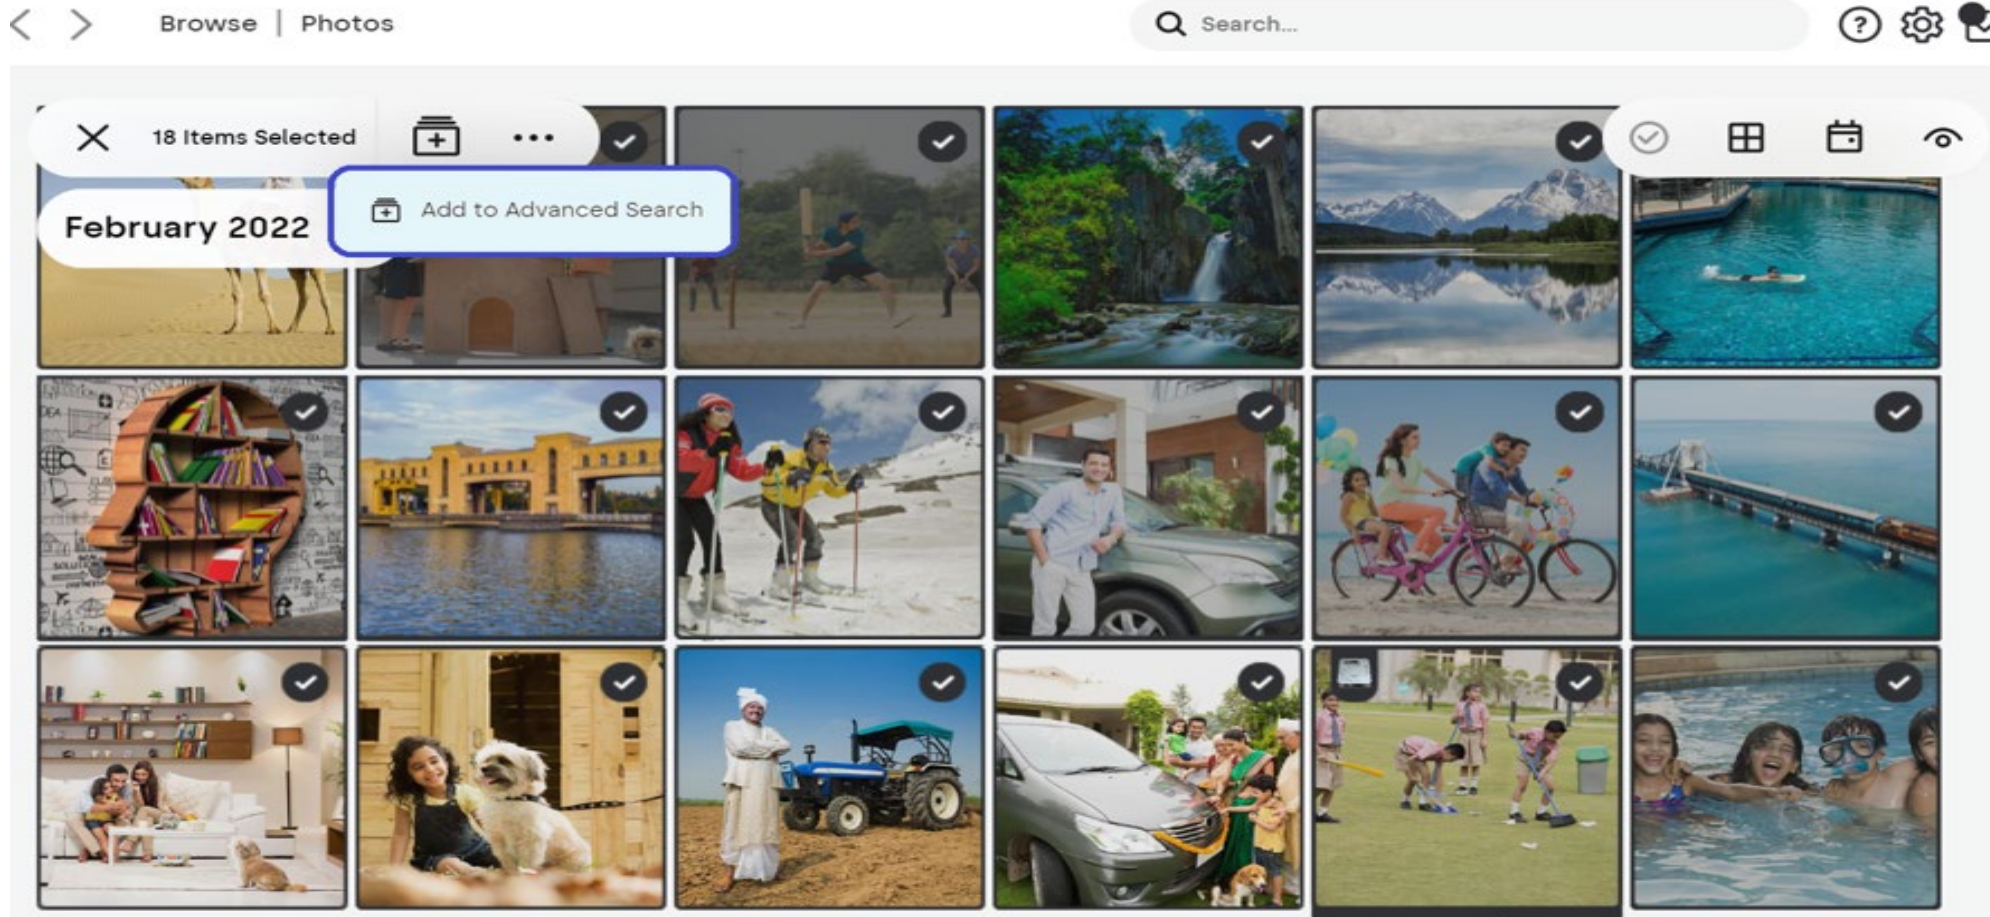 Browse | Photos
Search...
18 Items Selected
Add to Advanced Search
February 2022